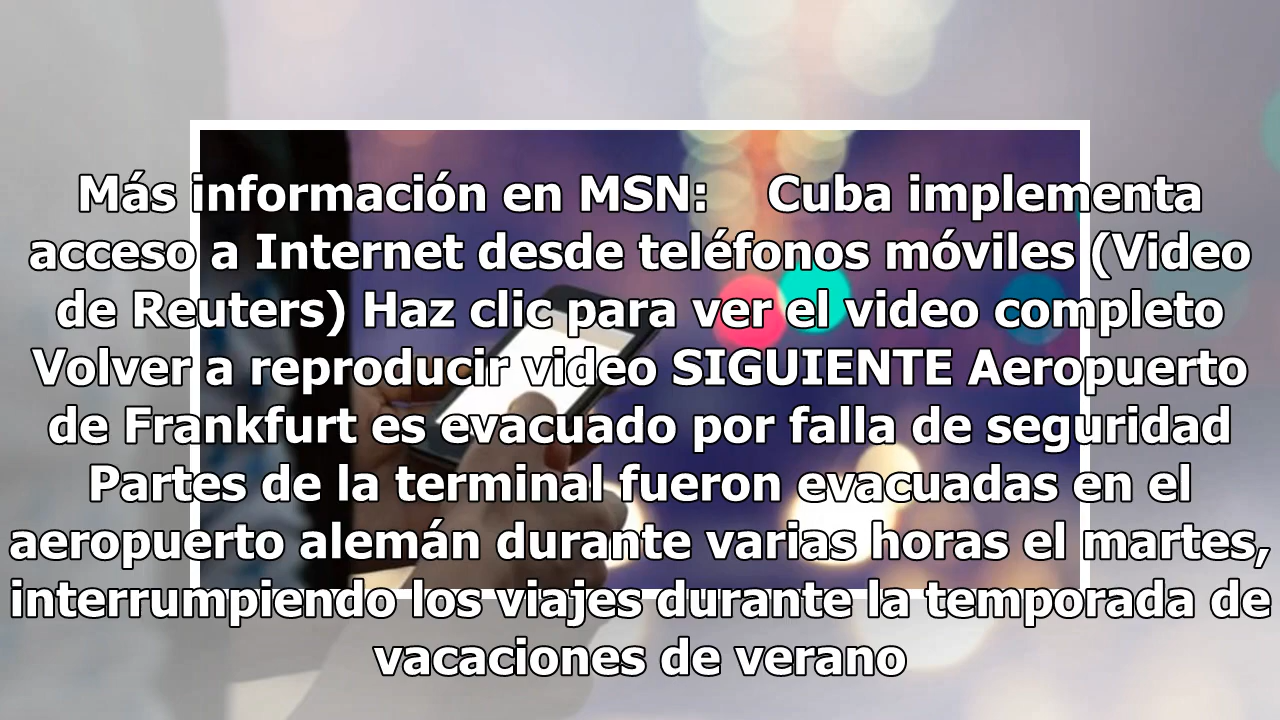 Más información en MSN:    Cuba implementa
acceso a Internet desde teléfonos móviles (Video
de Reuters) Haz clic para ver el video completo
Volver a reproducir video SIGUIENTE Aeropuerto
de Frankfurt es evacuado por falla de seguridad
Partes de la terminal fueron evacuadas en el
aeropuerto alemán durante varias horas el martes,
interrumpiendo los viajes durante la temporada de
vacaciones de verano